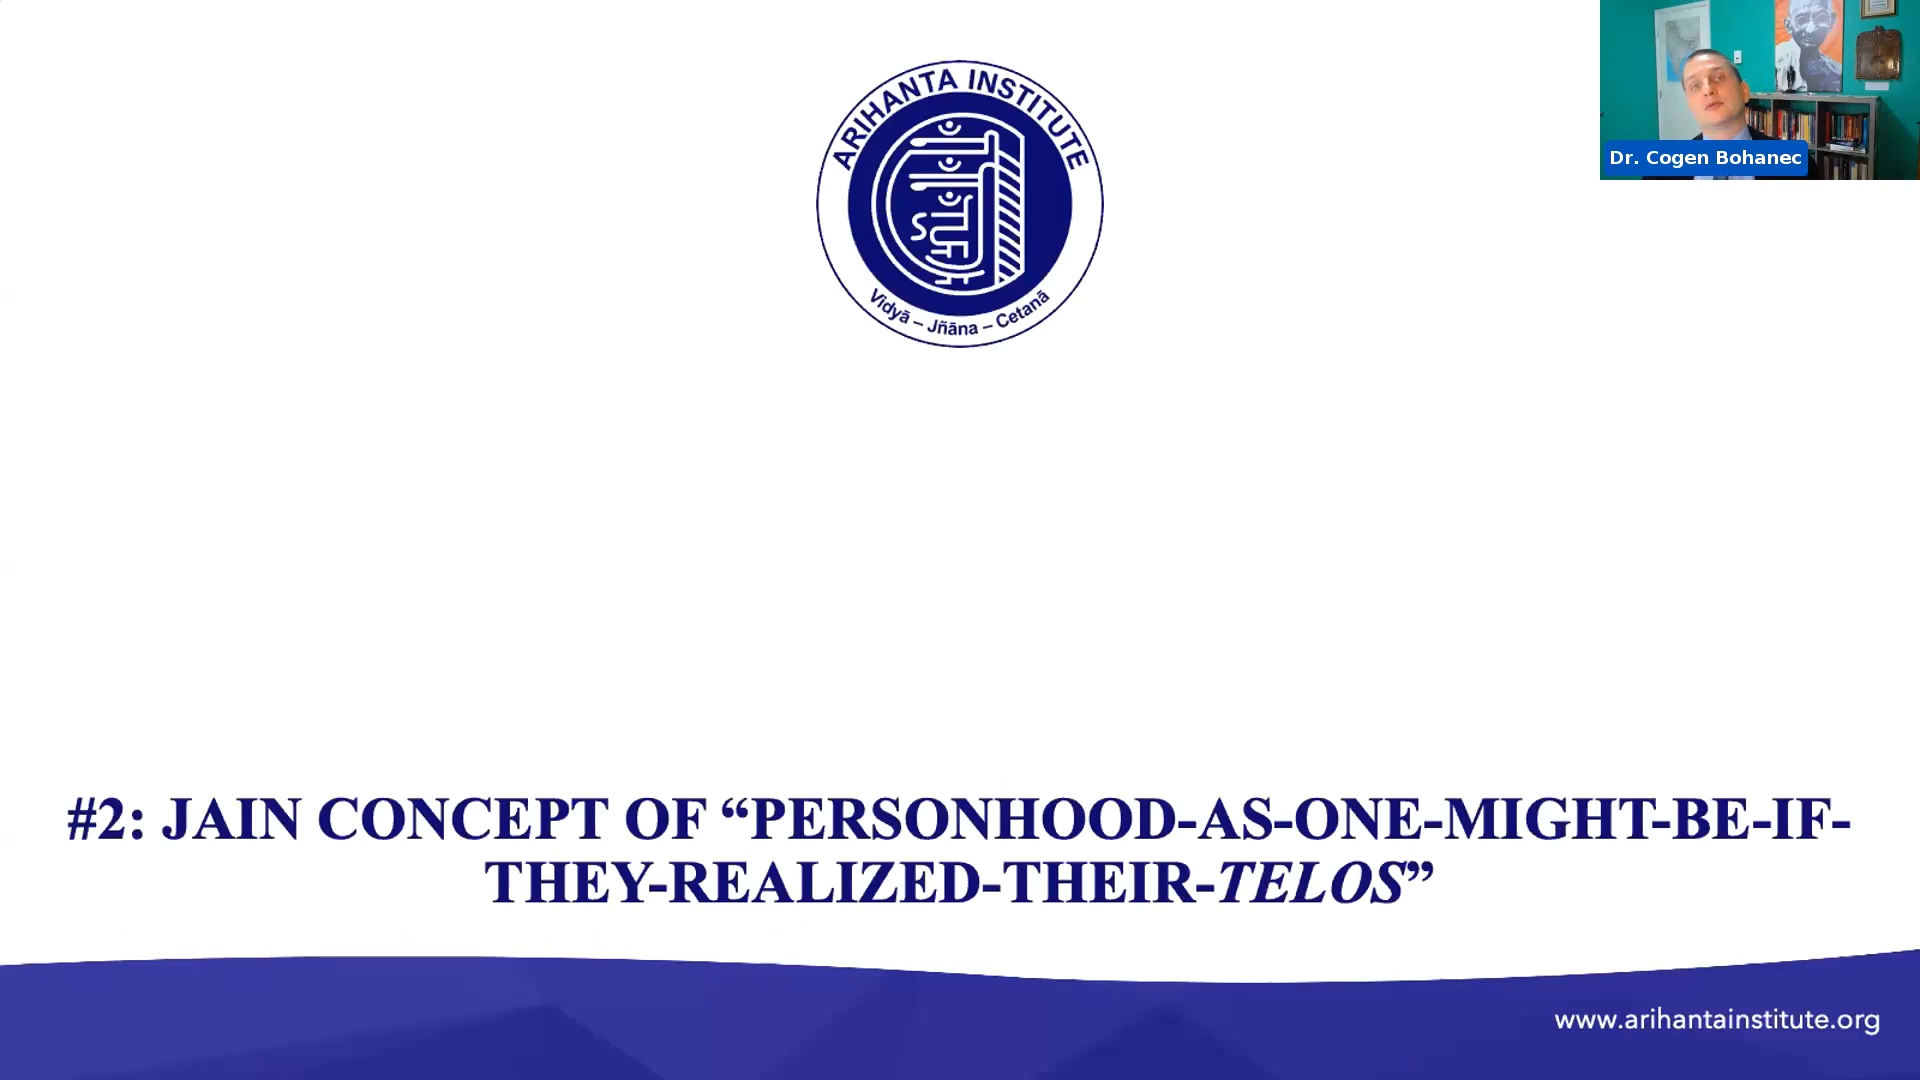 ARIHANTA INSTITUTE
Vidyā – Jñāna – Cetanā
Dr. Cogen Bohanec
#2: JAIN CONCEPT OF “PERSONHOOD-AS-ONE-MIGHT-BE-IF-
THEY-REALIZED-THEIR-TELOS”
www.arihantainstitute.org